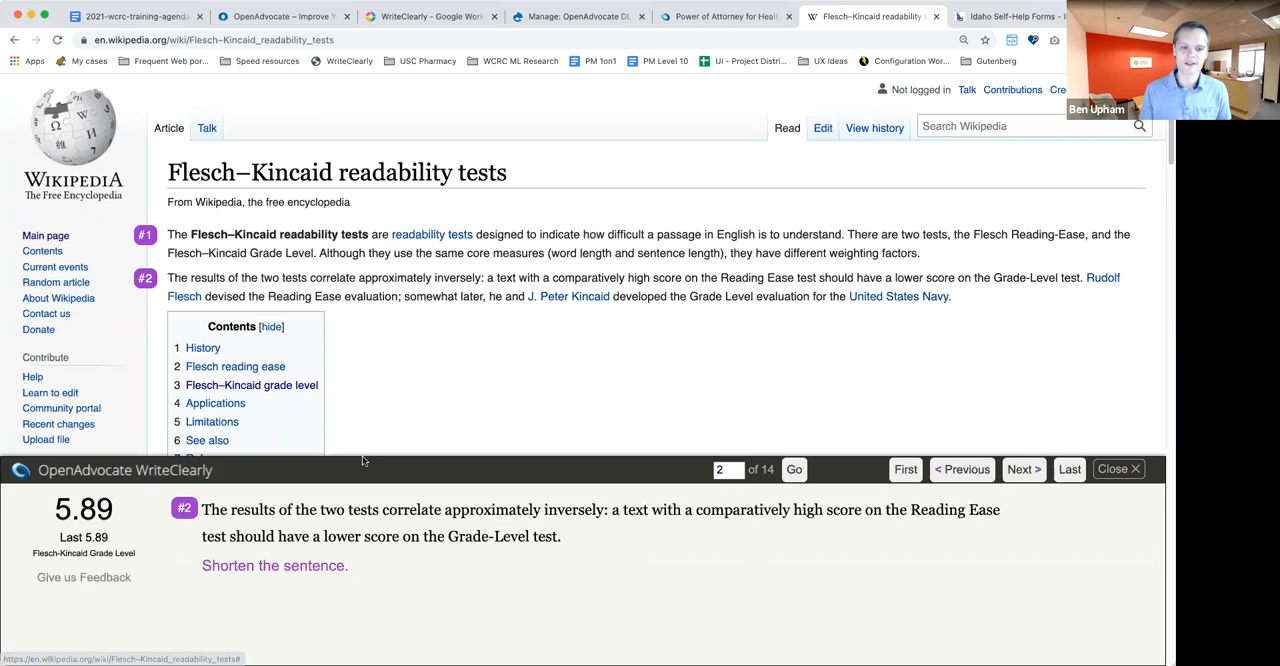 2021-wcrc-training-agenda
OpenAdvocate – Improve Y
WriteClearly - Google Work
Manage: OpenAdvocate DL
Power of Attorney for Healt
Flesch–Kincaid readability
Idaho Self-Help Forms - I
en.wikipedia.org/wiki/Flesch–Kincaid_readability_tests
Apps
My cases
Frequent Web por...
Speed resources
WriteClearly
USC Pharmacy
WCRC ML Research
PM 1on1
PM Level 10
UI - Project Distri...
UX Ideas
Configuration Wor...
Gutenberg
Ben Upham
Not logged in Talk Contributions Cre
Article Talk
Read Edit View history
Search Wikipedia
WIKIPEDIA
The Free Encyclopedia
Main page
Contents
Current events
Random article
About Wikipedia
Contact us
Donate
Contribute
Help
Learn to edit
Community portal
Recent changes
Upload file
Flesch–Kincaid readability tests
From Wikipedia, the free encyclopedia
#1
The Flesch–Kincaid readability tests are readability tests designed to indicate how difficult a passage in English is to understand. There are two tests, the Flesch Reading-Ease, and the
Flesch–Kincaid Grade Level. Although they use the same core measures (word length and sentence length), they have different weighting factors.
#2
The results of the two tests correlate approximately inversely: a text with a comparatively high score on the Reading Ease test should have a lower score on the Grade-Level test. Rudolf
Flesch devised the Reading Ease evaluation; somewhat later, he and J. Peter Kincaid developed the Grade Level evaluation for the United States Navy.
Contents [hide]
1 History
2 Flesch reading ease
3 Flesch–Kincaid grade level
4 Applications
5 Limitations
6 See also
OpenAdvocate WriteClearly
2 of 14 Go
First < Previous Next > Last Close X
5.89
Last 5.89
Flesch-Kincaid Grade Level
Give us Feedback
#2
The results of the two tests correlate approximately inversely: a text with a comparatively high score on the Reading Ease
test should have a lower score on the Grade-Level test.
Shorten the sentence.
https://en.wikipedia.org/wiki/Flesch–Kincaid_readability_tests#